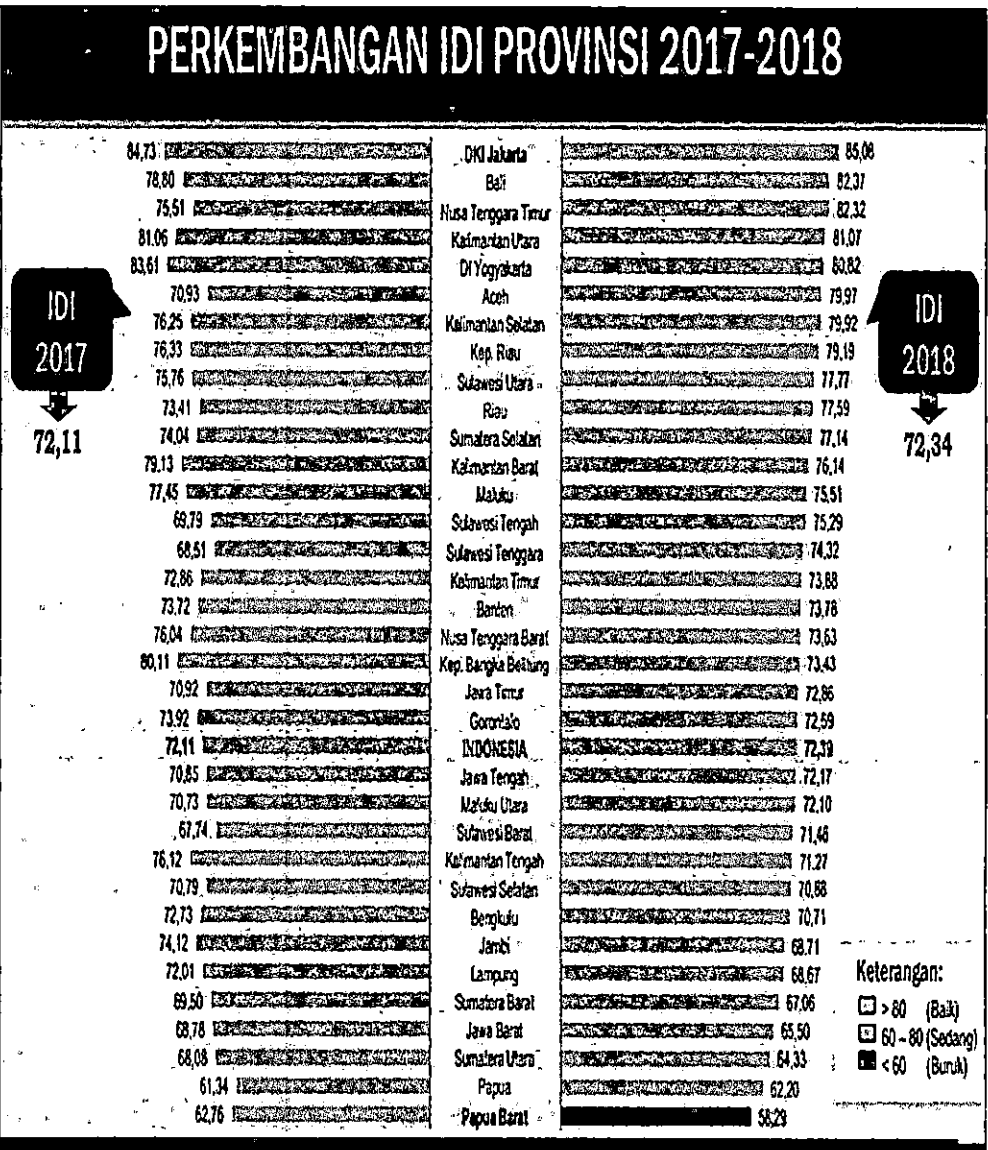 PERKEMBANGAN IDI PROVINSI 2017-2018
84,73 DKI Jakarta 85,08
78,80 Bali 82,37
75,51 Nusa Tenggara Timur 82,32
81,06 Kalimantan Utara 81,07
83,61 DI Yogyakarta 80,82
70,93 Aceh 79,97
76,25 Kalimantan Selatan 79,92
76,33 Kep. Riau 79,19
75,76 Sulawesi Utara 77,77
73,41 Riau 77,59
74,04 Sumatera Selatan 77,14
79,13 Kalimantan Barat 76,14
77,45 Maluku 75,51
69,79 Sulawesi Tengah 75,29
68,51 Sulawesi Tenggara 74,32
72,86 Kalimantan Timur 73,88
73,72 Banten 73,78
76,04 Nusa Tenggara Barat 73,63
80,11 Kep. Bangka Belitung 73,43
70,92 Jawa Timur 72,86
73,92 Gorontalo 72,59
72,11 INDONESIA 72,39
70,85 Jawa Tengah 72,17
70,73 Maluku Utara 72,10
67,74 Sulawesi Barat 71,46
76,12 Kalimantan Tengah 71,27
70,79 Sulawesi Selatan 70,88
72,73 Bengkulu 70,71
74,12 Jambi 68,71
72,01 Lampung 68,67
69,50 Sumatera Barat 67,06
68,78 Jawa Barat 65,50
68,08 Sumatera Utara 64,33
61,34 Papua 62,20
62,76 Papua Barat 58,29
IDI
2017
72,11
IDI
2018
72,34
Keterangan:
>80 (Baik)
60-80 (Sedang)
<60 (Buruk)